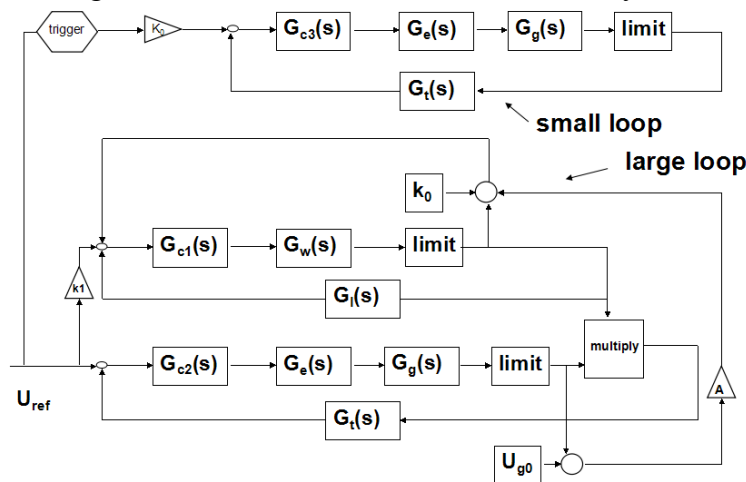 trigger
K₀
Gc3(s)
Ge(s)
Gg(s)
limit
Gt(s)
small loop
large loop
k₀
Gc1(s)
Gw(s)
limit
k1
Gl(s)
multiply
Gc2(s)
Ge(s)
Gg(s)
limit
Uref
A
Gt(s)
Ug0